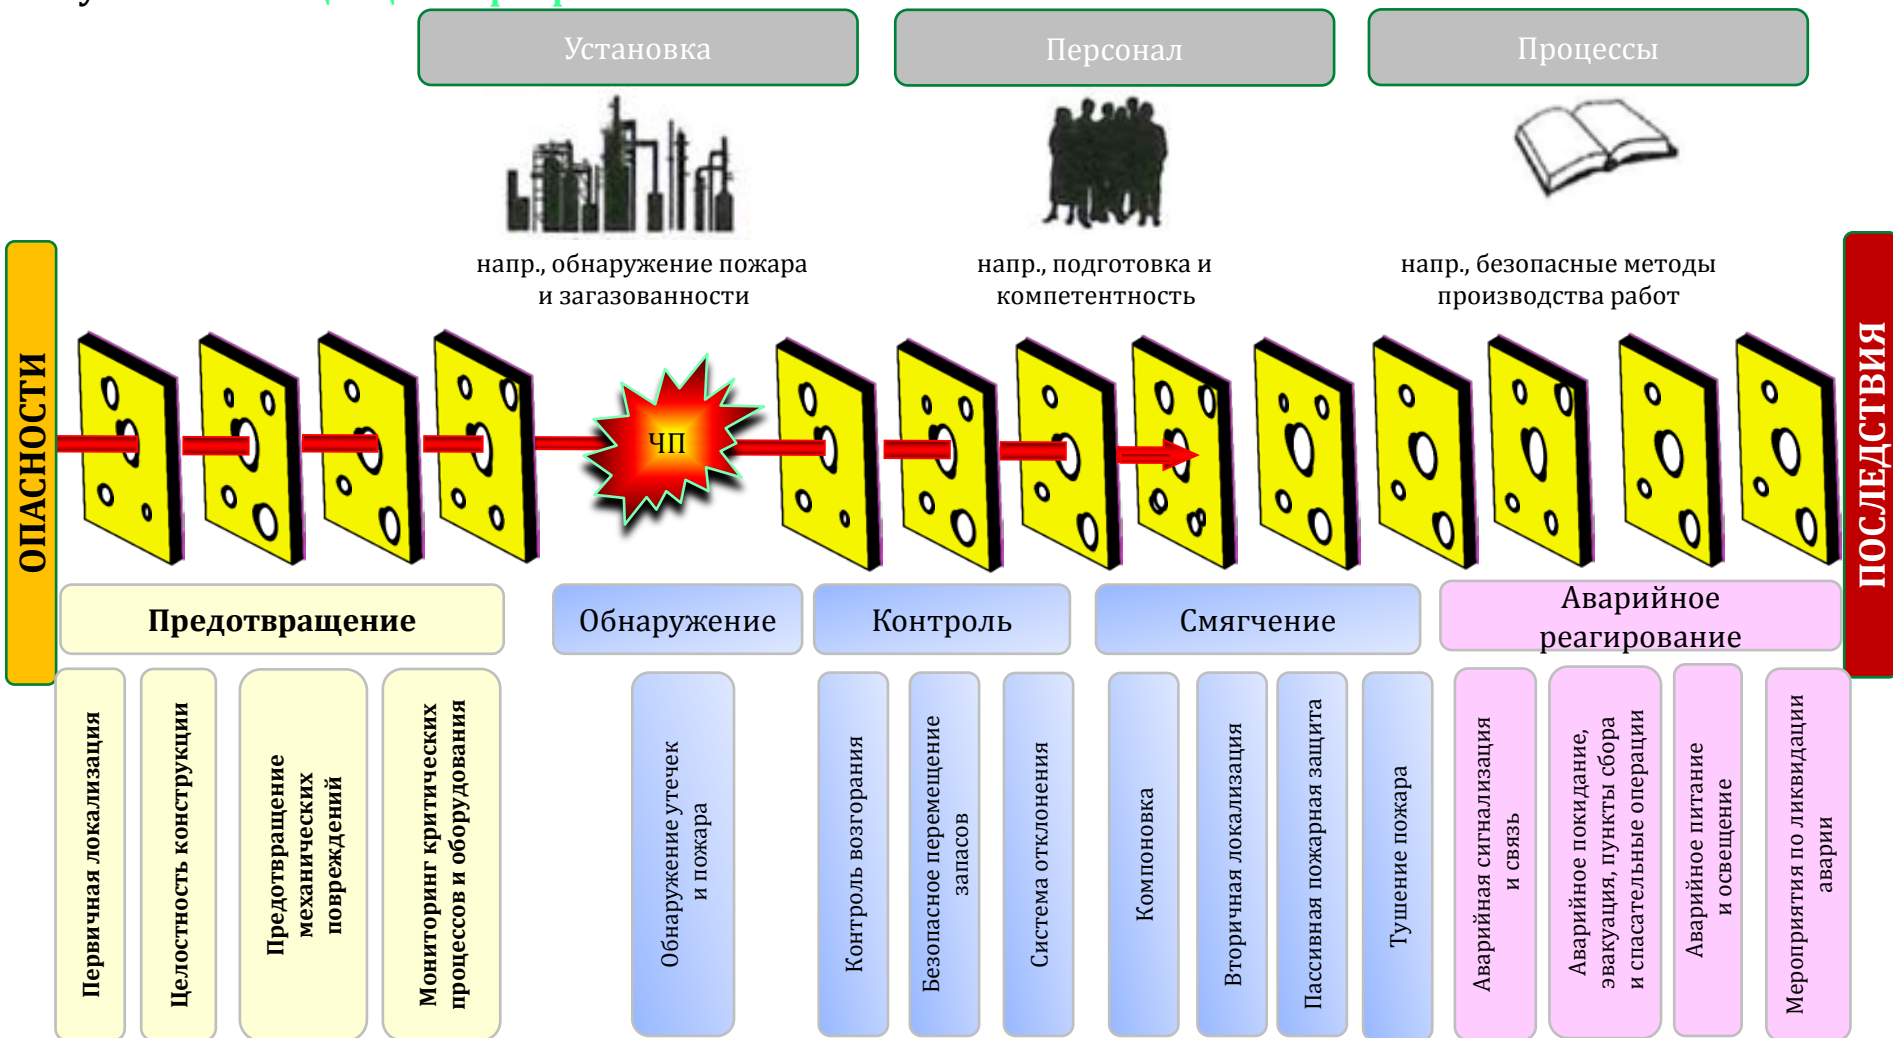 Установка
Персонал
Процессы
напр., обнаружение пожара
и загазованности
напр., подготовка и
компетентность
напр., безопасные методы
производства работ
ОПАСНОСТИ
ЧП
ПОСЛЕДСТВИЯ
Предотвращение
Обнаружение
Контроль
Смягчение
Аварийное
реагирование
Первичная локализация
Целостность конструкции
Предотвращение
механических
повреждений
Мониторинг критических
процессов и оборудования
Обнаружение утечек
и пожара
Контроль возгорания
Безопасное перемещение
запасов
Система отклонения
Компоновка
Вторичная локализация
Пассивная пожарная защита
Тушение пожара
Аварийная сигнализация
и связь
Аварийное покидание,
эвакуация, пункты сбора
и спасательные операции
Аварийное питание
и освещение
Мероприятия по ликвидации
аварии